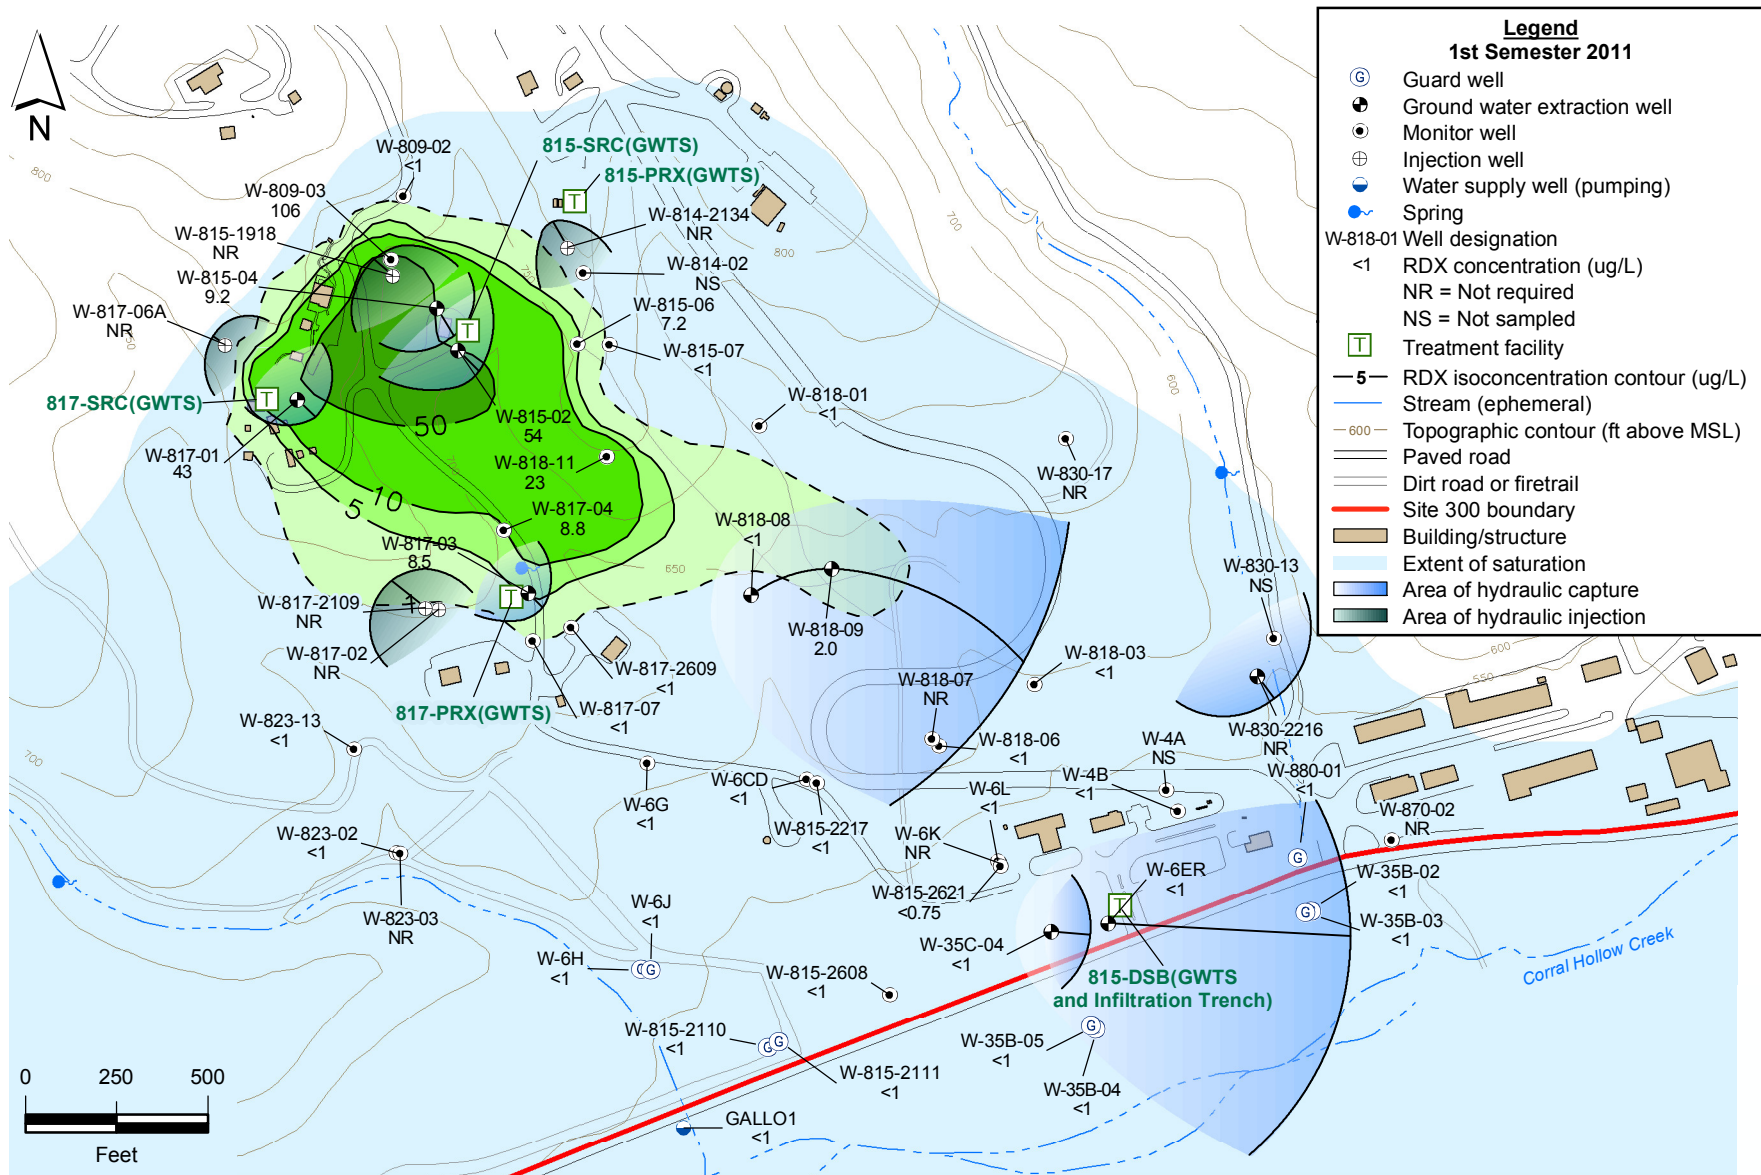 Legend
1st Semester 2011
G
Guard well
Ground water extraction well
Monitor well
Injection well
Water supply well (pumping)
Spring
W-818-01 Well designation
<1 RDX concentration (ug/L)
NR = Not required
NS = Not sampled
T Treatment facility
5 RDX isoconcentration contour (ug/L)
Stream (ephemeral)
600 Topographic contour (ft above MSL)
Paved road
Dirt road or firetrail
Site 300 boundary
Building/structure
Extent of saturation
Area of hydraulic capture
Area of hydraulic injection
N
800
W-809-02
<1
815-SRC(GWTS)
815-PRX(GWTS)
T
W-809-03
106
W-814-2134
NR
W-815-1918
NR
W-814-02
NS
700
800
W-815-04
9.2
W-815-06
7.2
W-817-06A
NR
T
W-815-07
<1
600
817-SRC(GWTS)
T
W-818-01
<1
50
W-815-02
54
W-817-01
43
W-818-11
23
W-830-17
NR
10
5
W-817-04
8.8
W-818-08
<1
W-817-03
8.5
650
W-830-13
NS
T
1
W-817-2109
NR
W-818-09
2.0
W-817-02
NR
W-817-2609
<1
W-818-03
<1
600
550
W-818-07
NR
817-PRX(GWTS)
W-817-07
<1
W-823-13
<1
W-830-2216
NR
W-818-06
<1
W-4A
NS
700
W-6CD
<1
W-4B
<1
W-880-01
<1
W-6G
<1
W-6L
<1
W-815-2217
<1
W-870-02
NR
W-823-02
<1
W-6K
NR
G
W-6ER
<1
W-35B-02
<1
W-815-2621
<0.75
W-823-03
NR
W-6J
<1
T
G
W-35B-03
<1
W-35C-04
<1
W-6H
<1
G
G
W-815-2608
<1
815-DSB(GWTS
and Infiltration Trench)
Corral Hollow Creek
W-815-2110
<1
G
G
G
W-35B-05
<1
W-815-2111
<1
W-35B-04
<1
0 250 500
Feet
GALLO1
<1